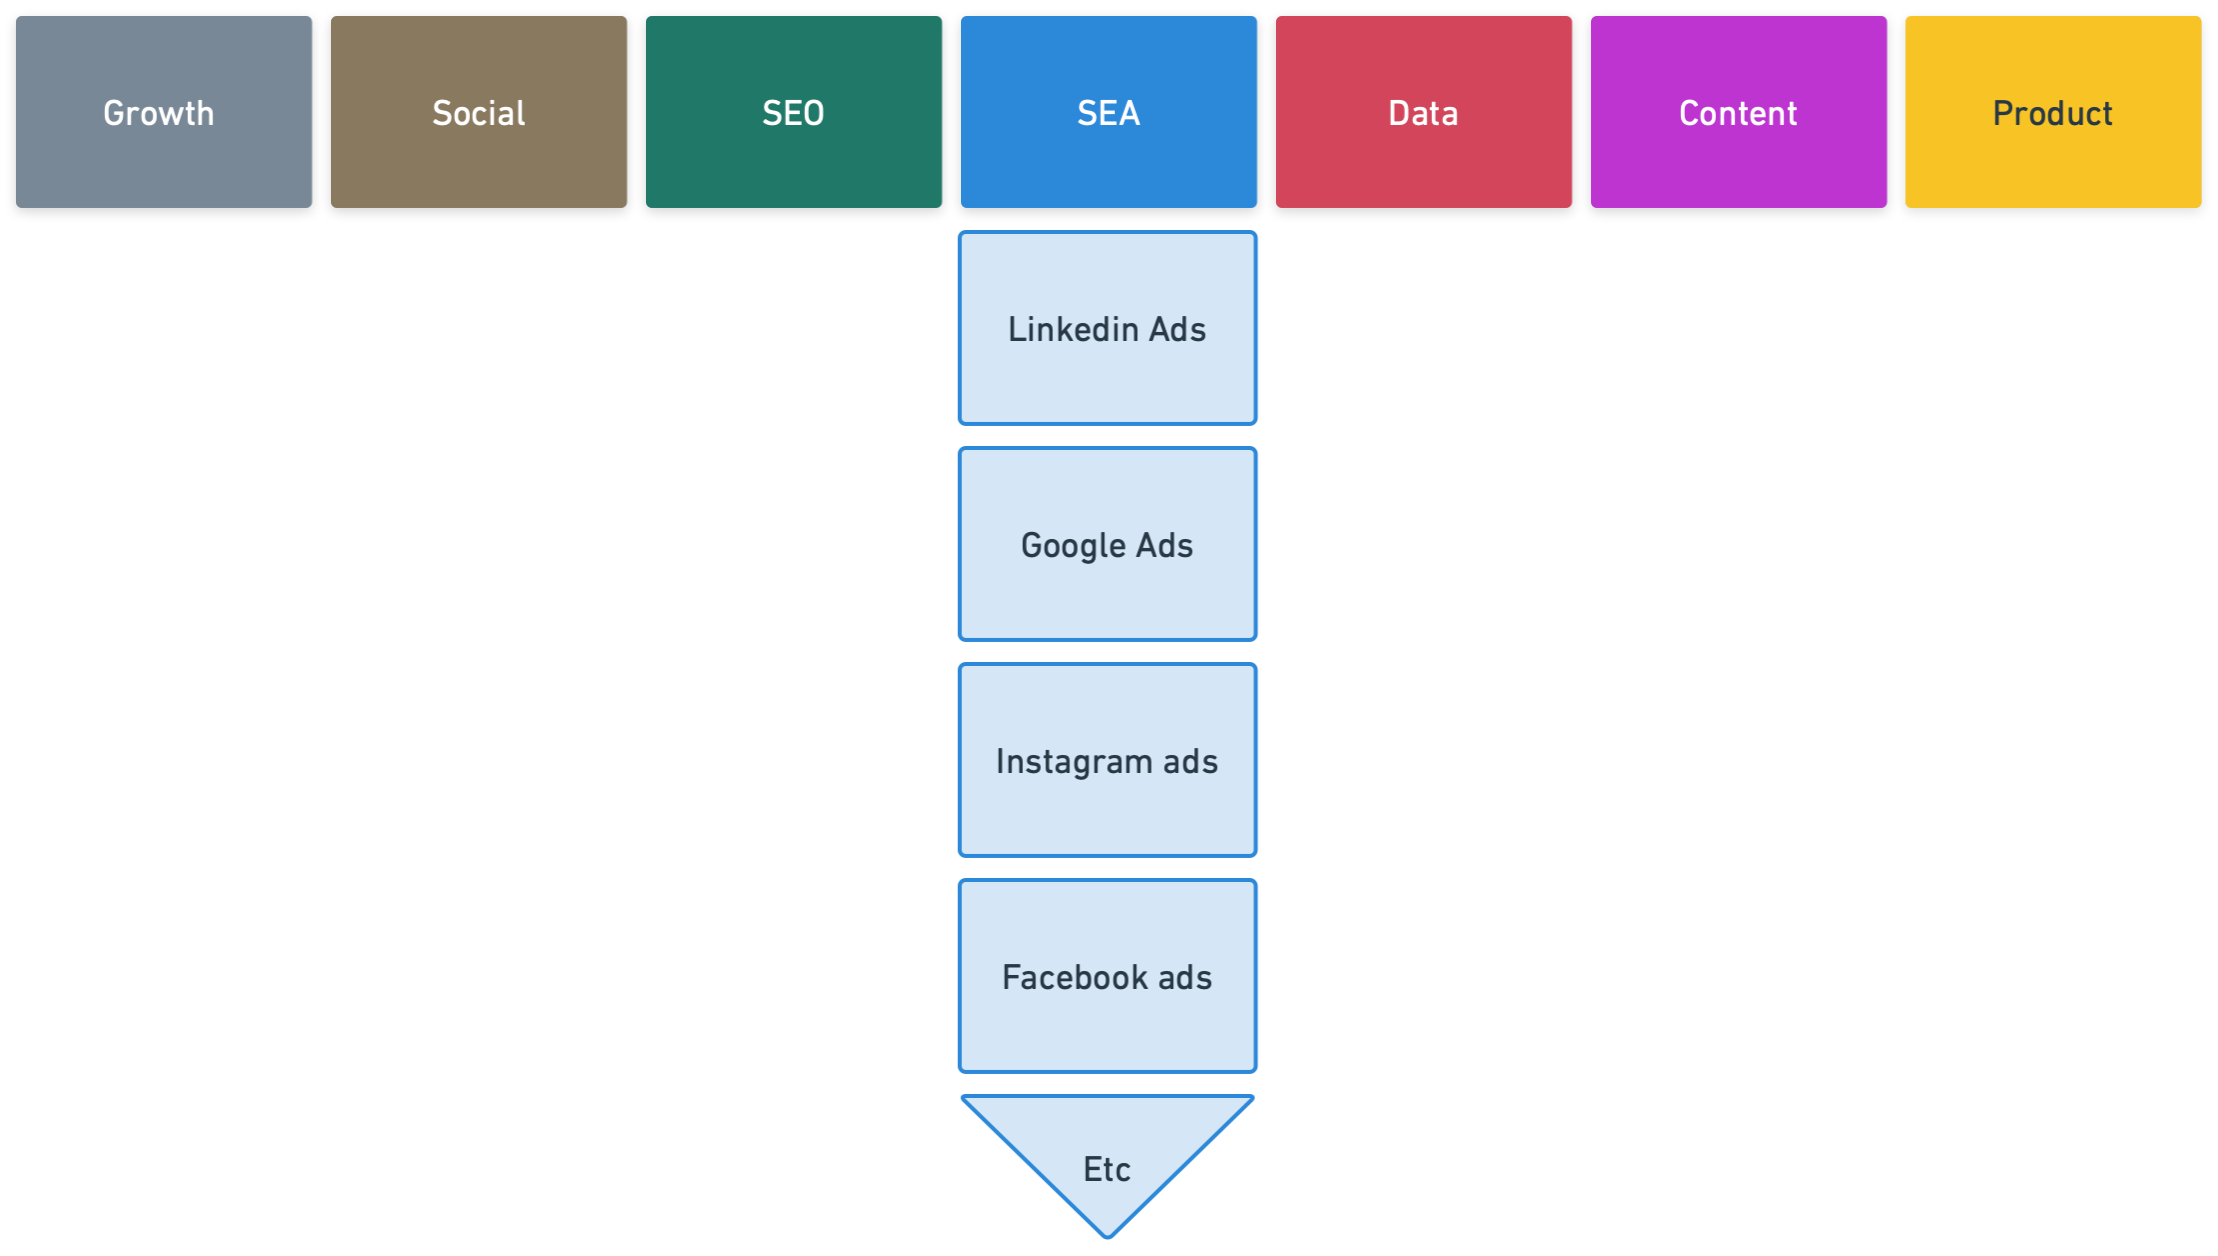 Growth
Social
SEO
SEA
Data
Content
Product
Linkedin Ads
Google Ads
Instagram ads
Facebook ads
Etc